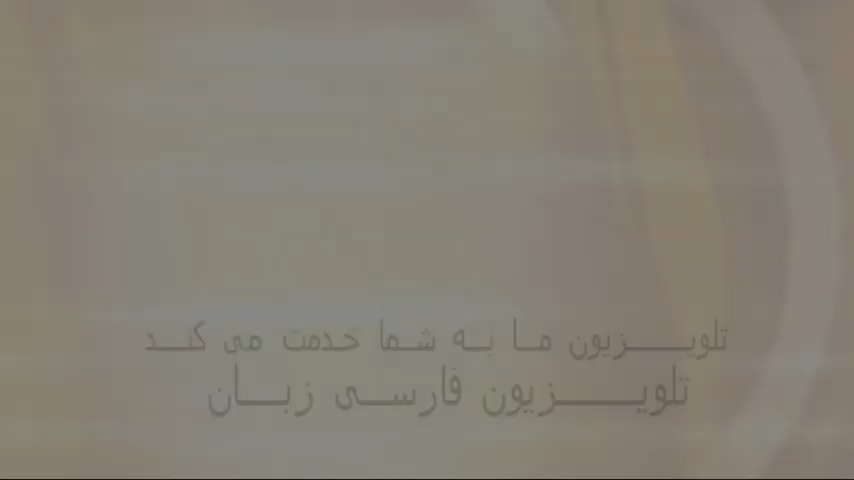 تلویزیون ما به شما خدمت می کند
تلویزیون فارسی زبان